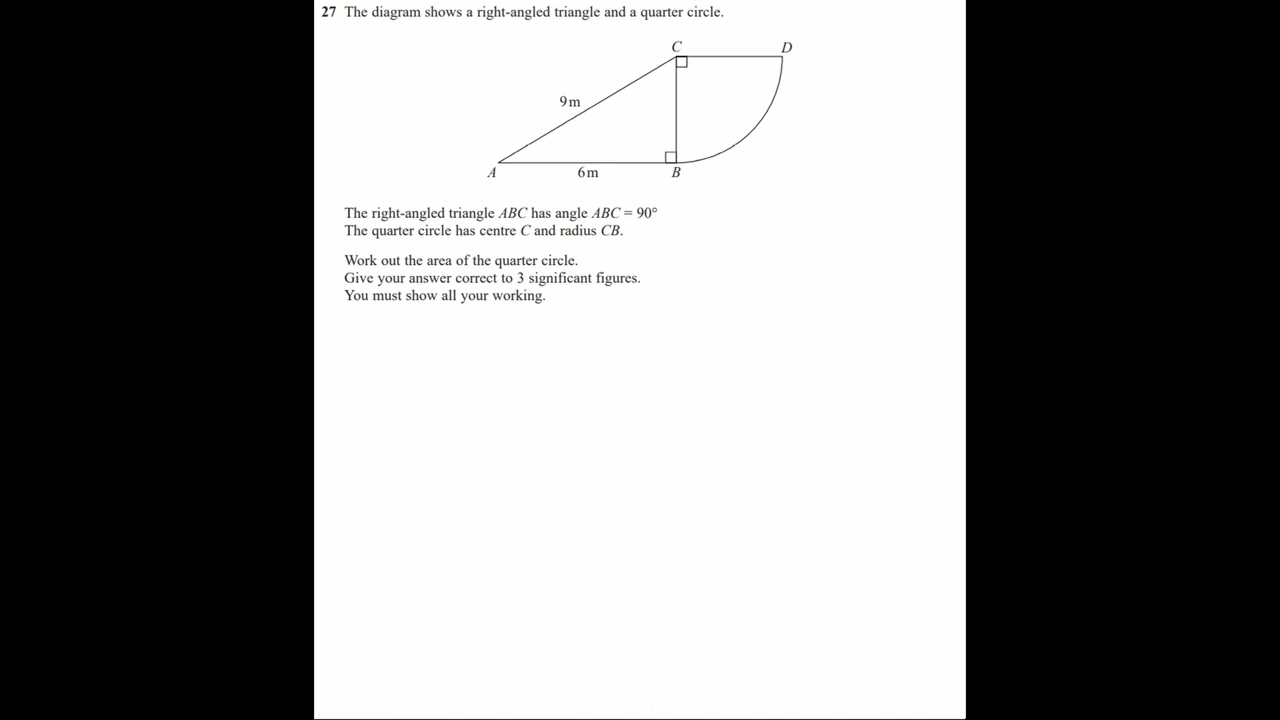 27 The diagram shows a right-angled triangle and a quarter circle.
C
D
9 m
A
6 m
B
The right-angled triangle ABC has angle ABC = 90°
The quarter circle has centre C and radius CB.
Work out the area of the quarter circle.
Give your answer correct to 3 significant figures.
You must show all your working.